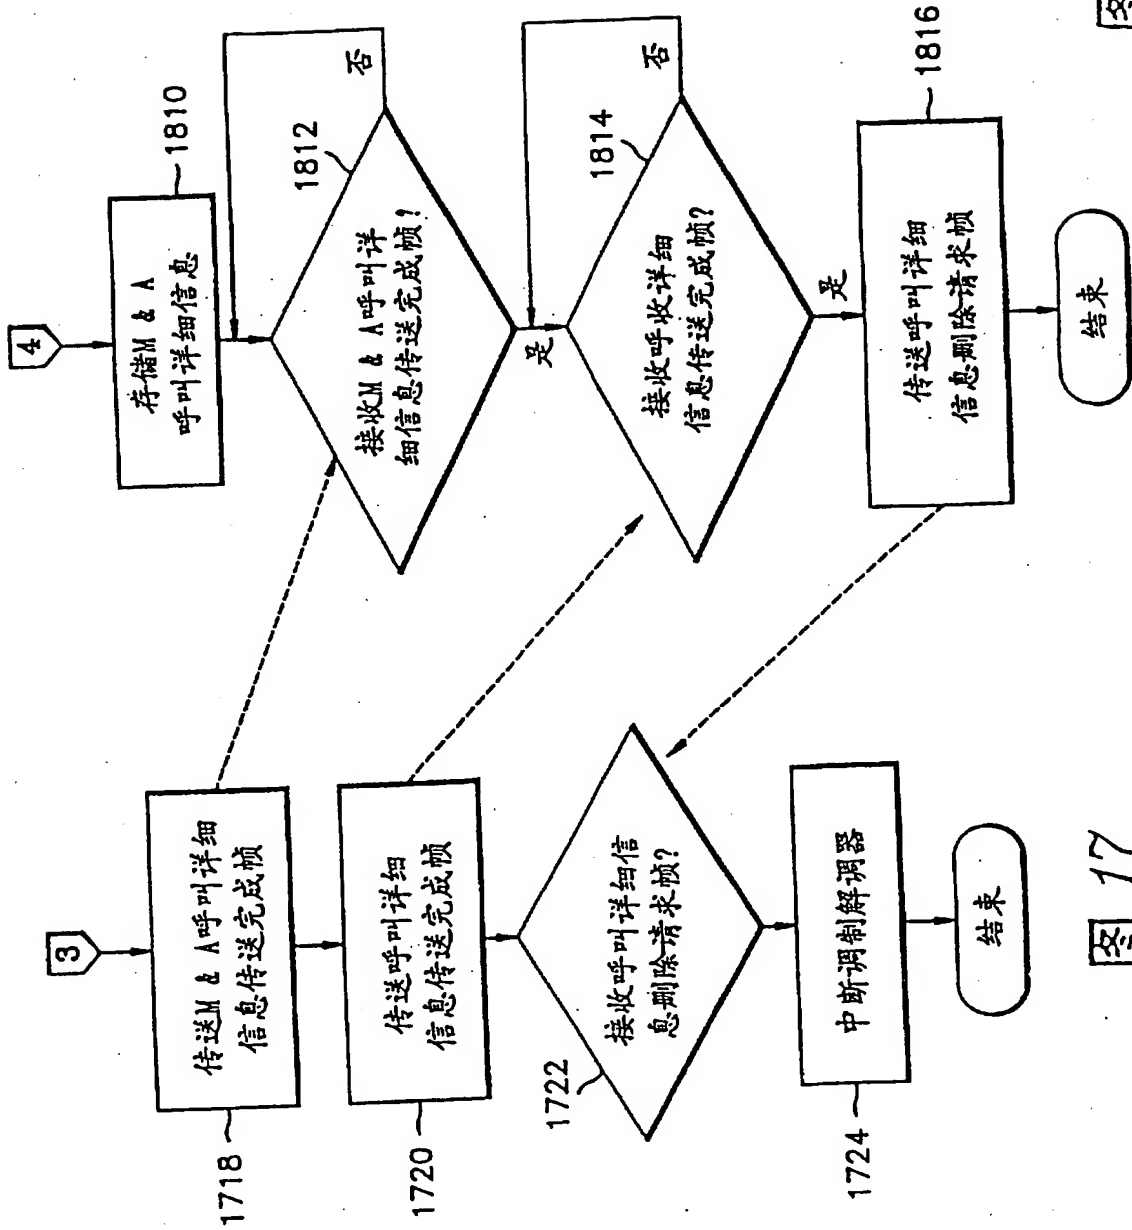 3
传送M & A呼叫详细
信息传送完成帧
1718
传送呼叫详细
信息传送完成帧
1720
接收呼叫详细信
息删除请求帧?
1722
中断调制解调器
1724
结束
图 17
4
存储M & A
呼叫详细信息
1810
接收M & A呼叫详
细信息传送完成帧?
1812
否
是
接收呼收详细
信息传送完成帧?
1814
否
是
传送呼叫详细
信息删除请求帧
1816
结束